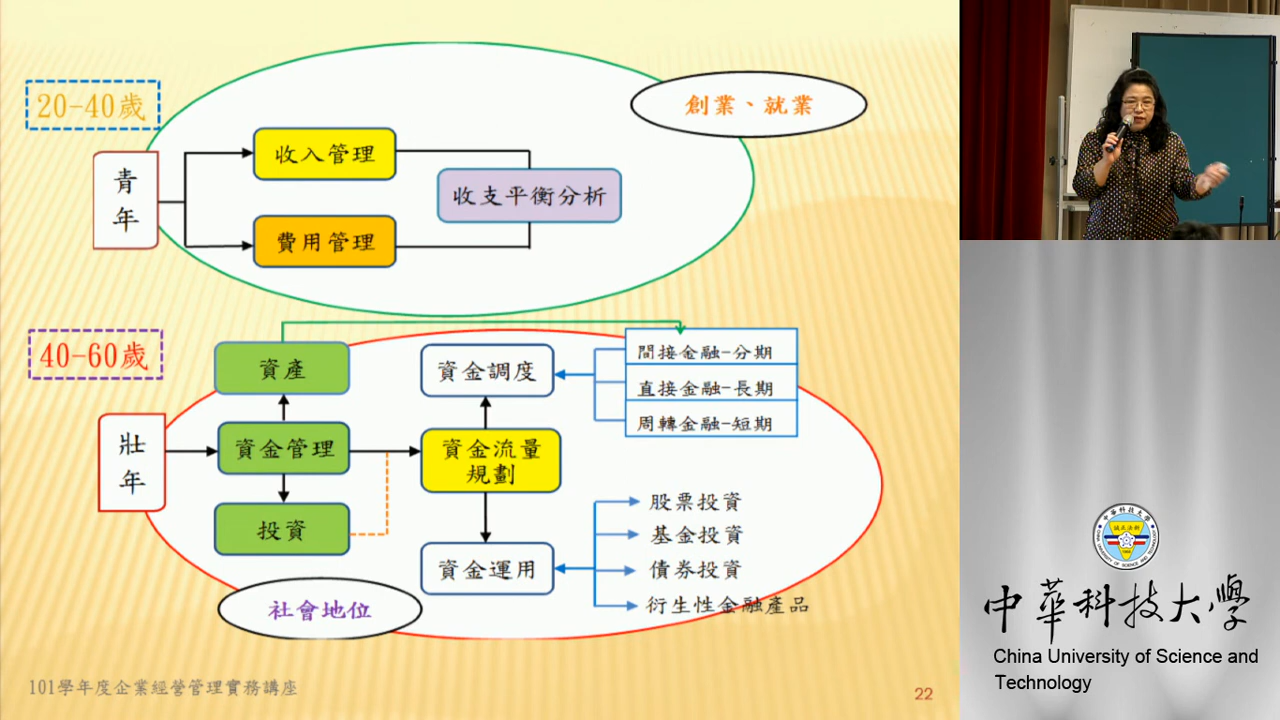 20-40歲
創業、就業
青年
收入管理
收支平衡分析
費用管理
40-60歲
資產
資金調度
間接金融-分期
直接金融-長期
周轉金融-短期
壯年
資金管理
資金流量
規劃
投資
股票投資
基金投資
債券投資
衍生性金融產品
資金運用
社會地位
101學年度企業經營管理實務講座
22
中華科技大學
China University of Science and
Technology